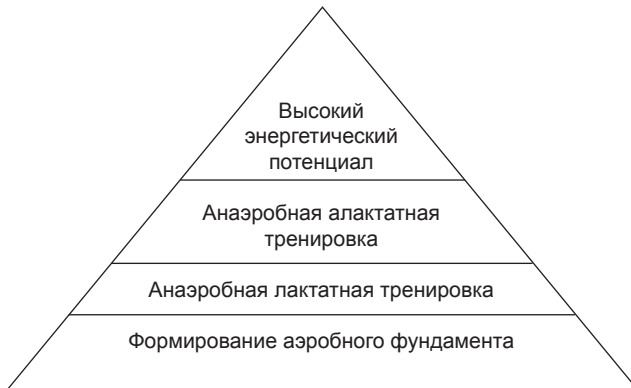 Высокий
энергетический
потенциал
Анаэробная алактатная
тренировка
Анаэробная лактатная тренировка
Формирование аэробного фундамента